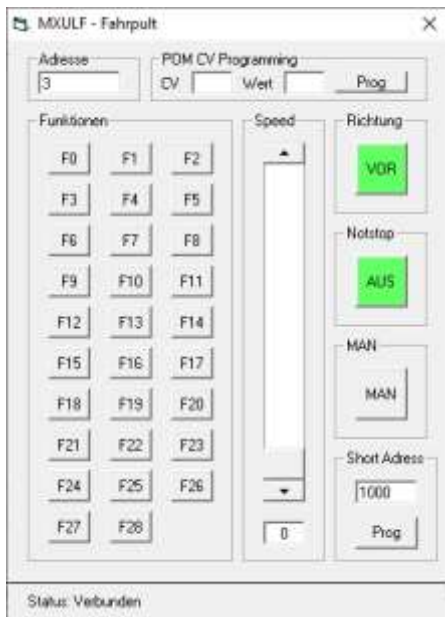 MXULF - Fahrpult
Adresse
3
POM CV Programming
CV Wert Prog
Funktionen
F0 F1 F2
F3 F4 F5
F6 F7 F8
F9 F10 F11
F12 F13 F14
F15 F16 F17
F18 F19 F20
F21 F22 F23
F24 F25 F26
F27 F28
Speed
0
Richtung
VOR
Notstop
AUS
MAN
MAN
Short Adress
1000
Prog
Status: Verbunden